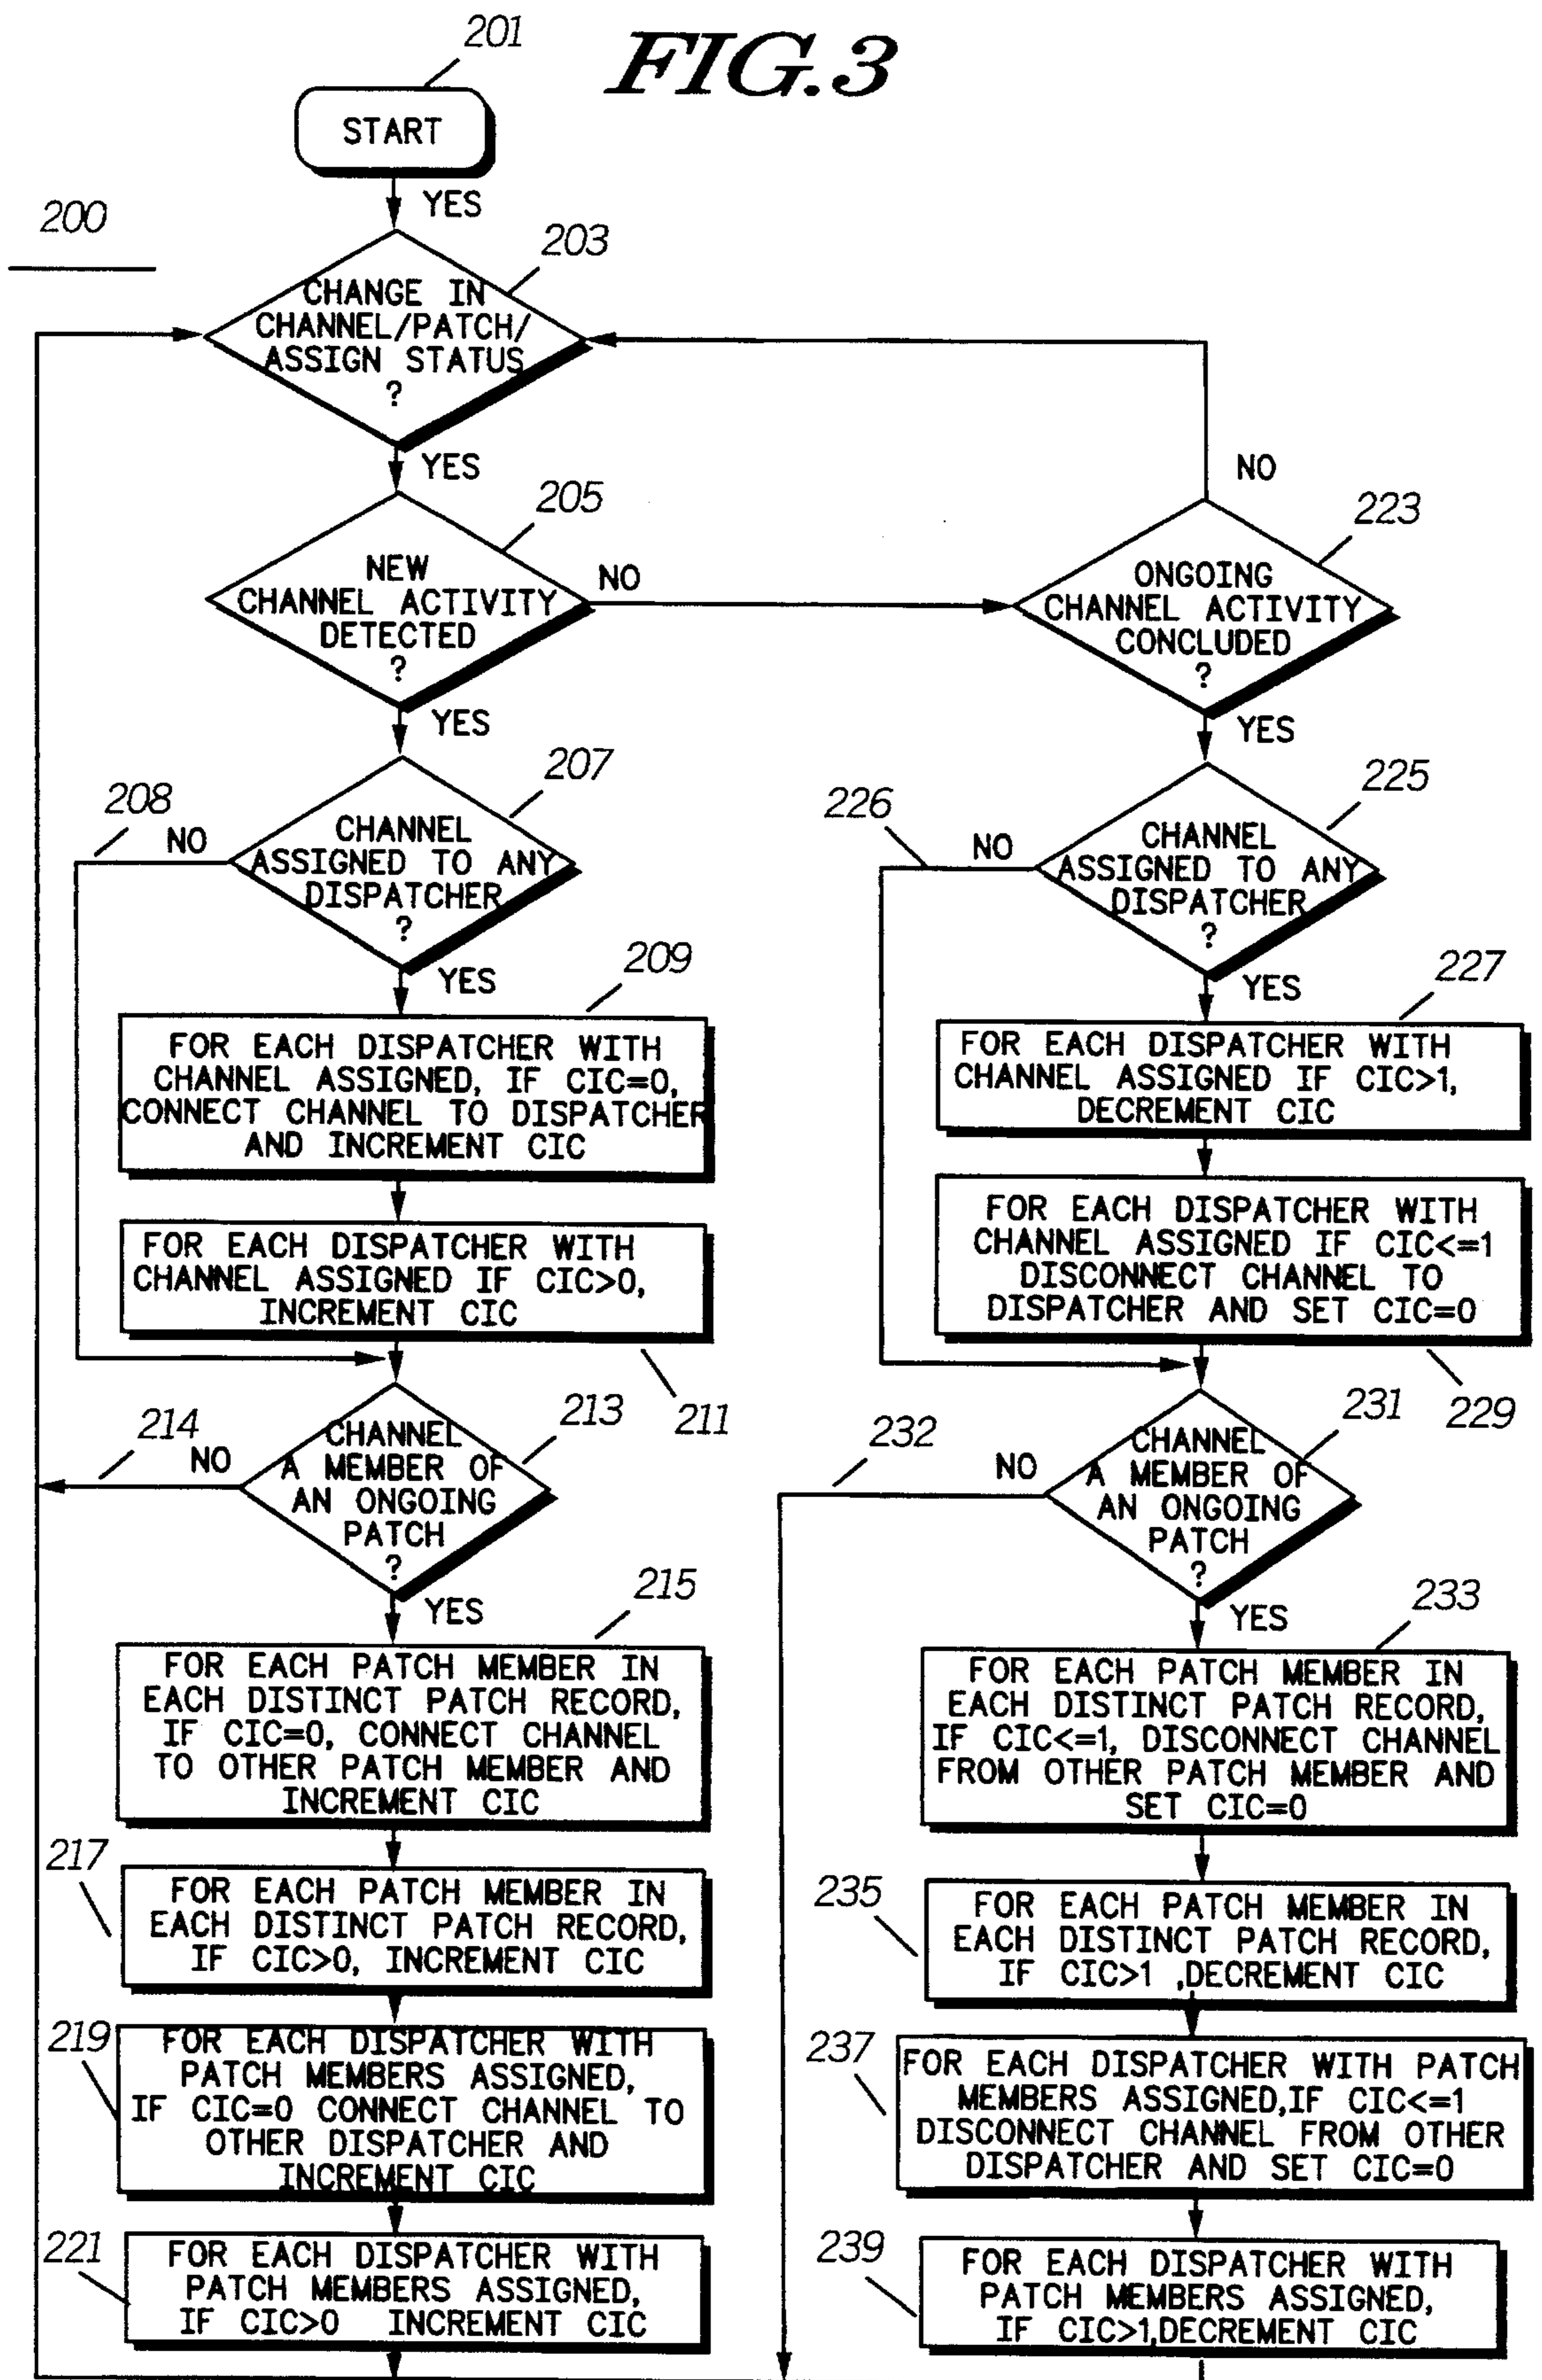 FIG.3
201
START
YES
200
203
CHANGE IN
CHANNEL/PATCH/
ASSIGN STATUS
?
YES
205
NEW
CHANNEL ACTIVITY
DETECTED
?
NO
YES
207
208
NO
CHANNEL
ASSIGNED TO ANY
DISPATCHER
?
YES
209
FOR EACH DISPATCHER WITH
CHANNEL ASSIGNED, IF CIC=0,
CONNECT CHANNEL TO DISPATCHER
AND INCREMENT CIC
FOR EACH DISPATCHER WITH
CHANNEL ASSIGNED IF CIC>0,
INCREMENT CIC
211
213
214
NO
CHANNEL
A MEMBER OF
AN ONGOING
PATCH
?
YES
215
FOR EACH PATCH MEMBER IN
EACH DISTINCT PATCH RECORD,
IF CIC=0, CONNECT CHANNEL
TO OTHER PATCH MEMBER AND
INCREMENT CIC
217
FOR EACH PATCH MEMBER IN
EACH DISTINCT PATCH RECORD,
IF CIC>0, INCREMENT CIC
219
FOR EACH DISPATCHER WITH
PATCH MEMBERS ASSIGNED,
IF CIC=0 CONNECT CHANNEL TO
OTHER DISPATCHER AND
INCREMENT CIC
221
FOR EACH DISPATCHER WITH
PATCH MEMBERS ASSIGNED,
IF CIC>0 INCREMENT CIC
NO
223
ONGOING
CHANNEL ACTIVITY
CONCLUDED
?
YES
225
226
NO
CHANNEL
ASSIGNED TO ANY
DISPATCHER
?
YES
227
FOR EACH DISPATCHER WITH
CHANNEL ASSIGNED IF CIC>1,
DECREMENT CIC
FOR EACH DISPATCHER WITH
CHANNEL ASSIGNED IF CIC<=1
DISCONNECT CHANNEL TO
DISPATCHER AND SET CIC=0
229
231
232
NO
CHANNEL
A MEMBER OF
AN ONGOING
PATCH
?
YES
233
FOR EACH PATCH MEMBER IN
EACH DISTINCT PATCH RECORD,
IF CIC<=1, DISCONNECT CHANNEL
FROM OTHER PATCH MEMBER AND
SET CIC=0
235
FOR EACH PATCH MEMBER IN
EACH DISTINCT PATCH RECORD,
IF CIC>1 ,DECREMENT CIC
237
FOR EACH DISPATCHER WITH PATCH
MEMBERS ASSIGNED,IF CIC<=1
DISCONNECT CHANNEL FROM OTHER
DISPATCHER AND SET CIC=0
239
FOR EACH DISPATCHER WITH
PATCH MEMBERS ASSIGNED,
IF CIC>1,DECREMENT CIC